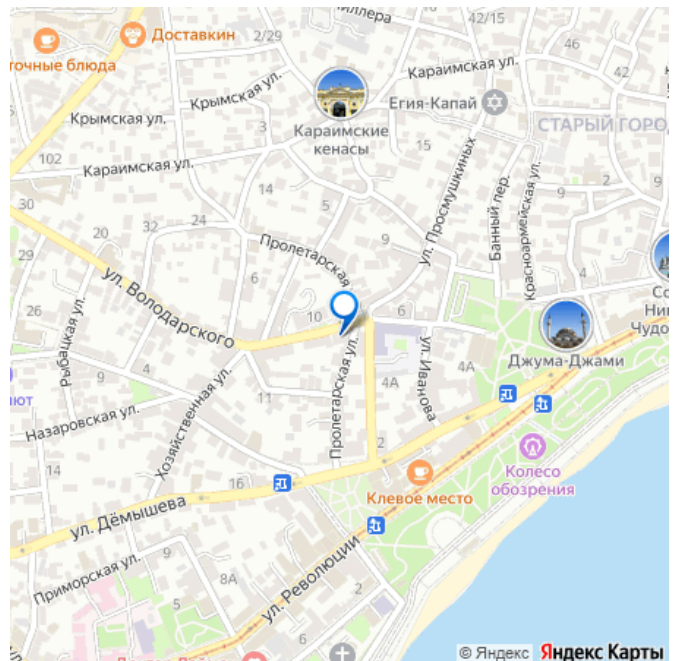 42/15
Доставкин
2/29
точные блюда
Караимская ул.
46
42
Крымская ул.
Егия-Капай
Крымская ул.
Караимские
кенасы
СТАРЫЙ ГОРОД
3
102
15
Караимская ул.
ул. Просмушкиных
Банный пер.
Красноармейская ул.
9
2
14
5
30
32
24
20
Пролетарская
9
6
ул. Володарского
29
10
6
26
Рыбацкая ул.
Джума-Джами
Пролетарская ул.
ул. Иванова
4А
4А
4
11
Хозяйственная ул.
Назаровская ул.
14
2
16
Колесо
обозрения
Клевое место
ул. Дёмышева
ул. Революции
9
8А
Приморская ул.
2
6
© Яндекс Яндекс Карты